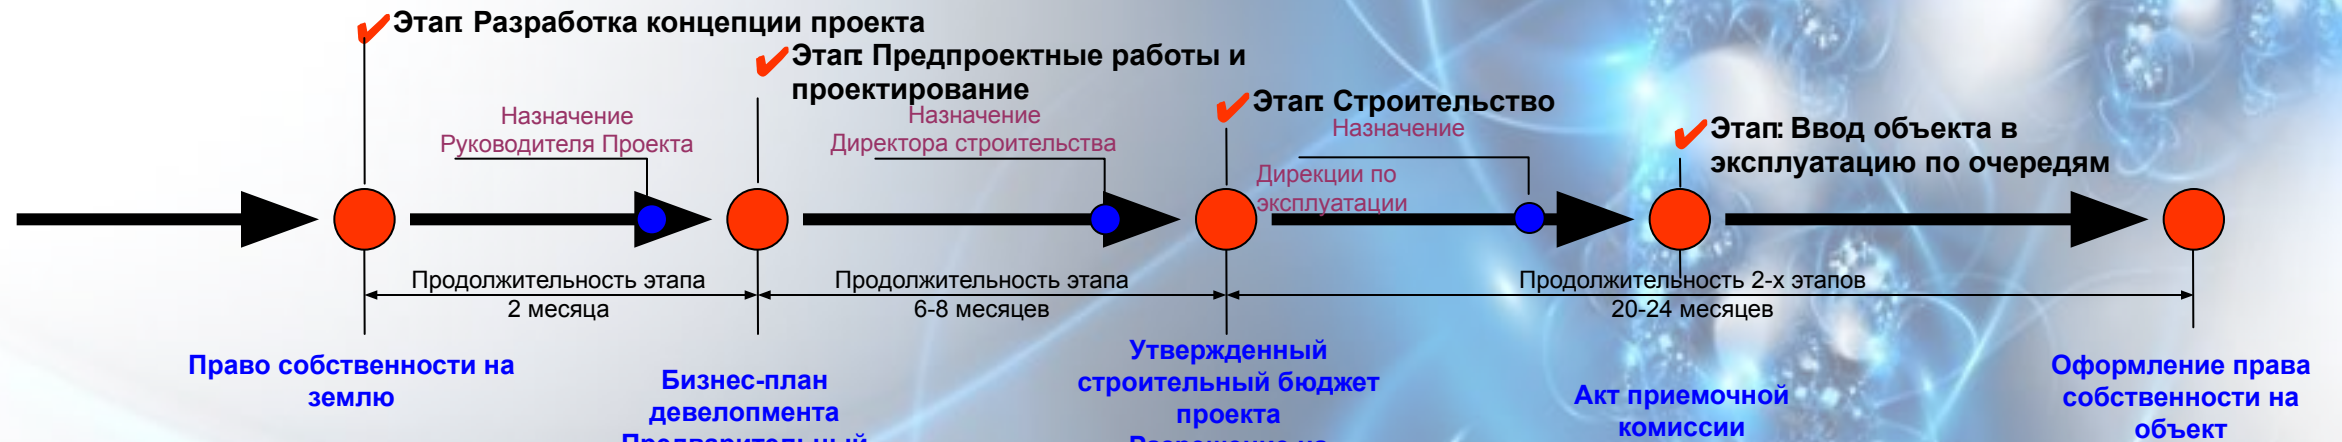 Этап: Разработка концепции проекта
Этап: Предпроектные работы и
проектирование
Этап: Строительство
Этап: Ввод объекта в
эксплуатацию по очередям
Назначение
Руководителя Проекта
Назначение
Директора строительства
Назначение
Дирекции по
эксплуатации
Продолжительность этапа
2 месяца
Продолжительность этапа
6-8 месяцев
Продолжительность 2-х этапов
20-24 месяцев
Право собственности на
землю
Бизнес-план
девелопмента
Предварительный
Утвержденный
строительный бюджет
проекта
Разрешение на
Акт приемочной
комиссии
Оформление права
собственности на
объект